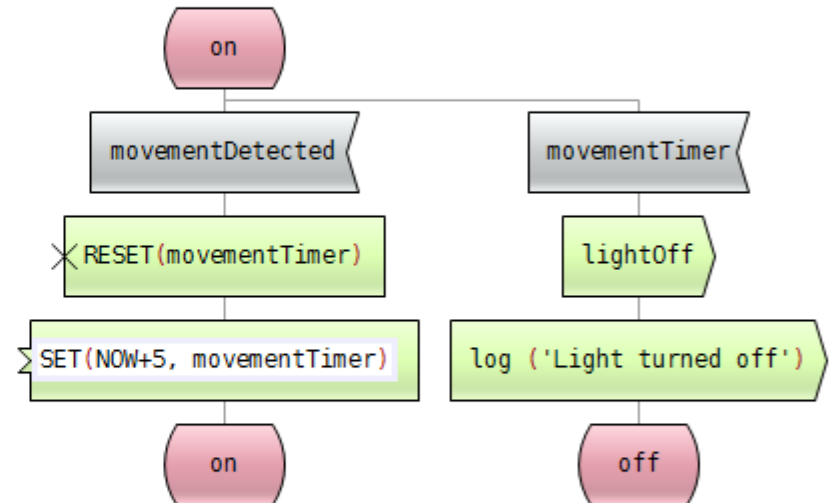 on
movementDetected
movementTimer
RESET(movementTimer)
lightOff
SET(NOW+5, movementTimer)
log ('Light turned off')
on
off